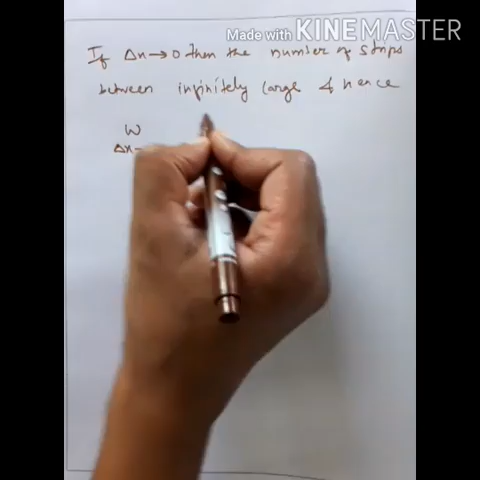 Made with KINEMASTER
If Δx→0 then the number of strips
between infinitely large & hence
W
Δx→